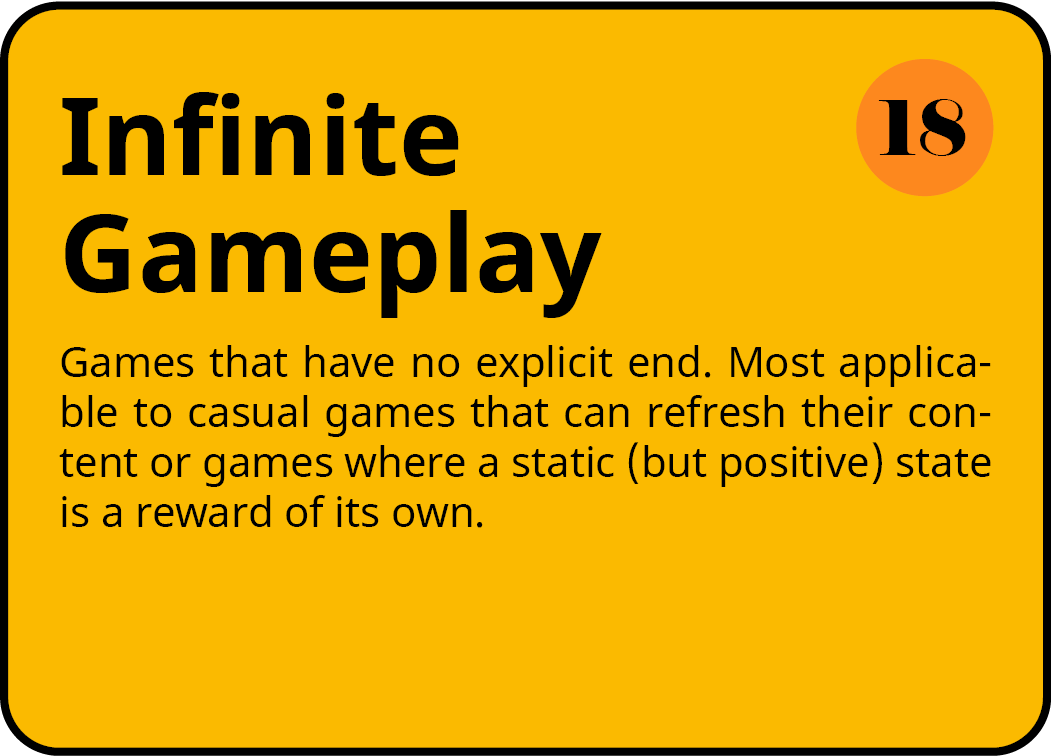 Infinite
18
Gameplay
Games that have no explicit end. Most applica-
ble to casual games that can refresh their con-
tent or games where a static (but positive) state
is a reward of its own.